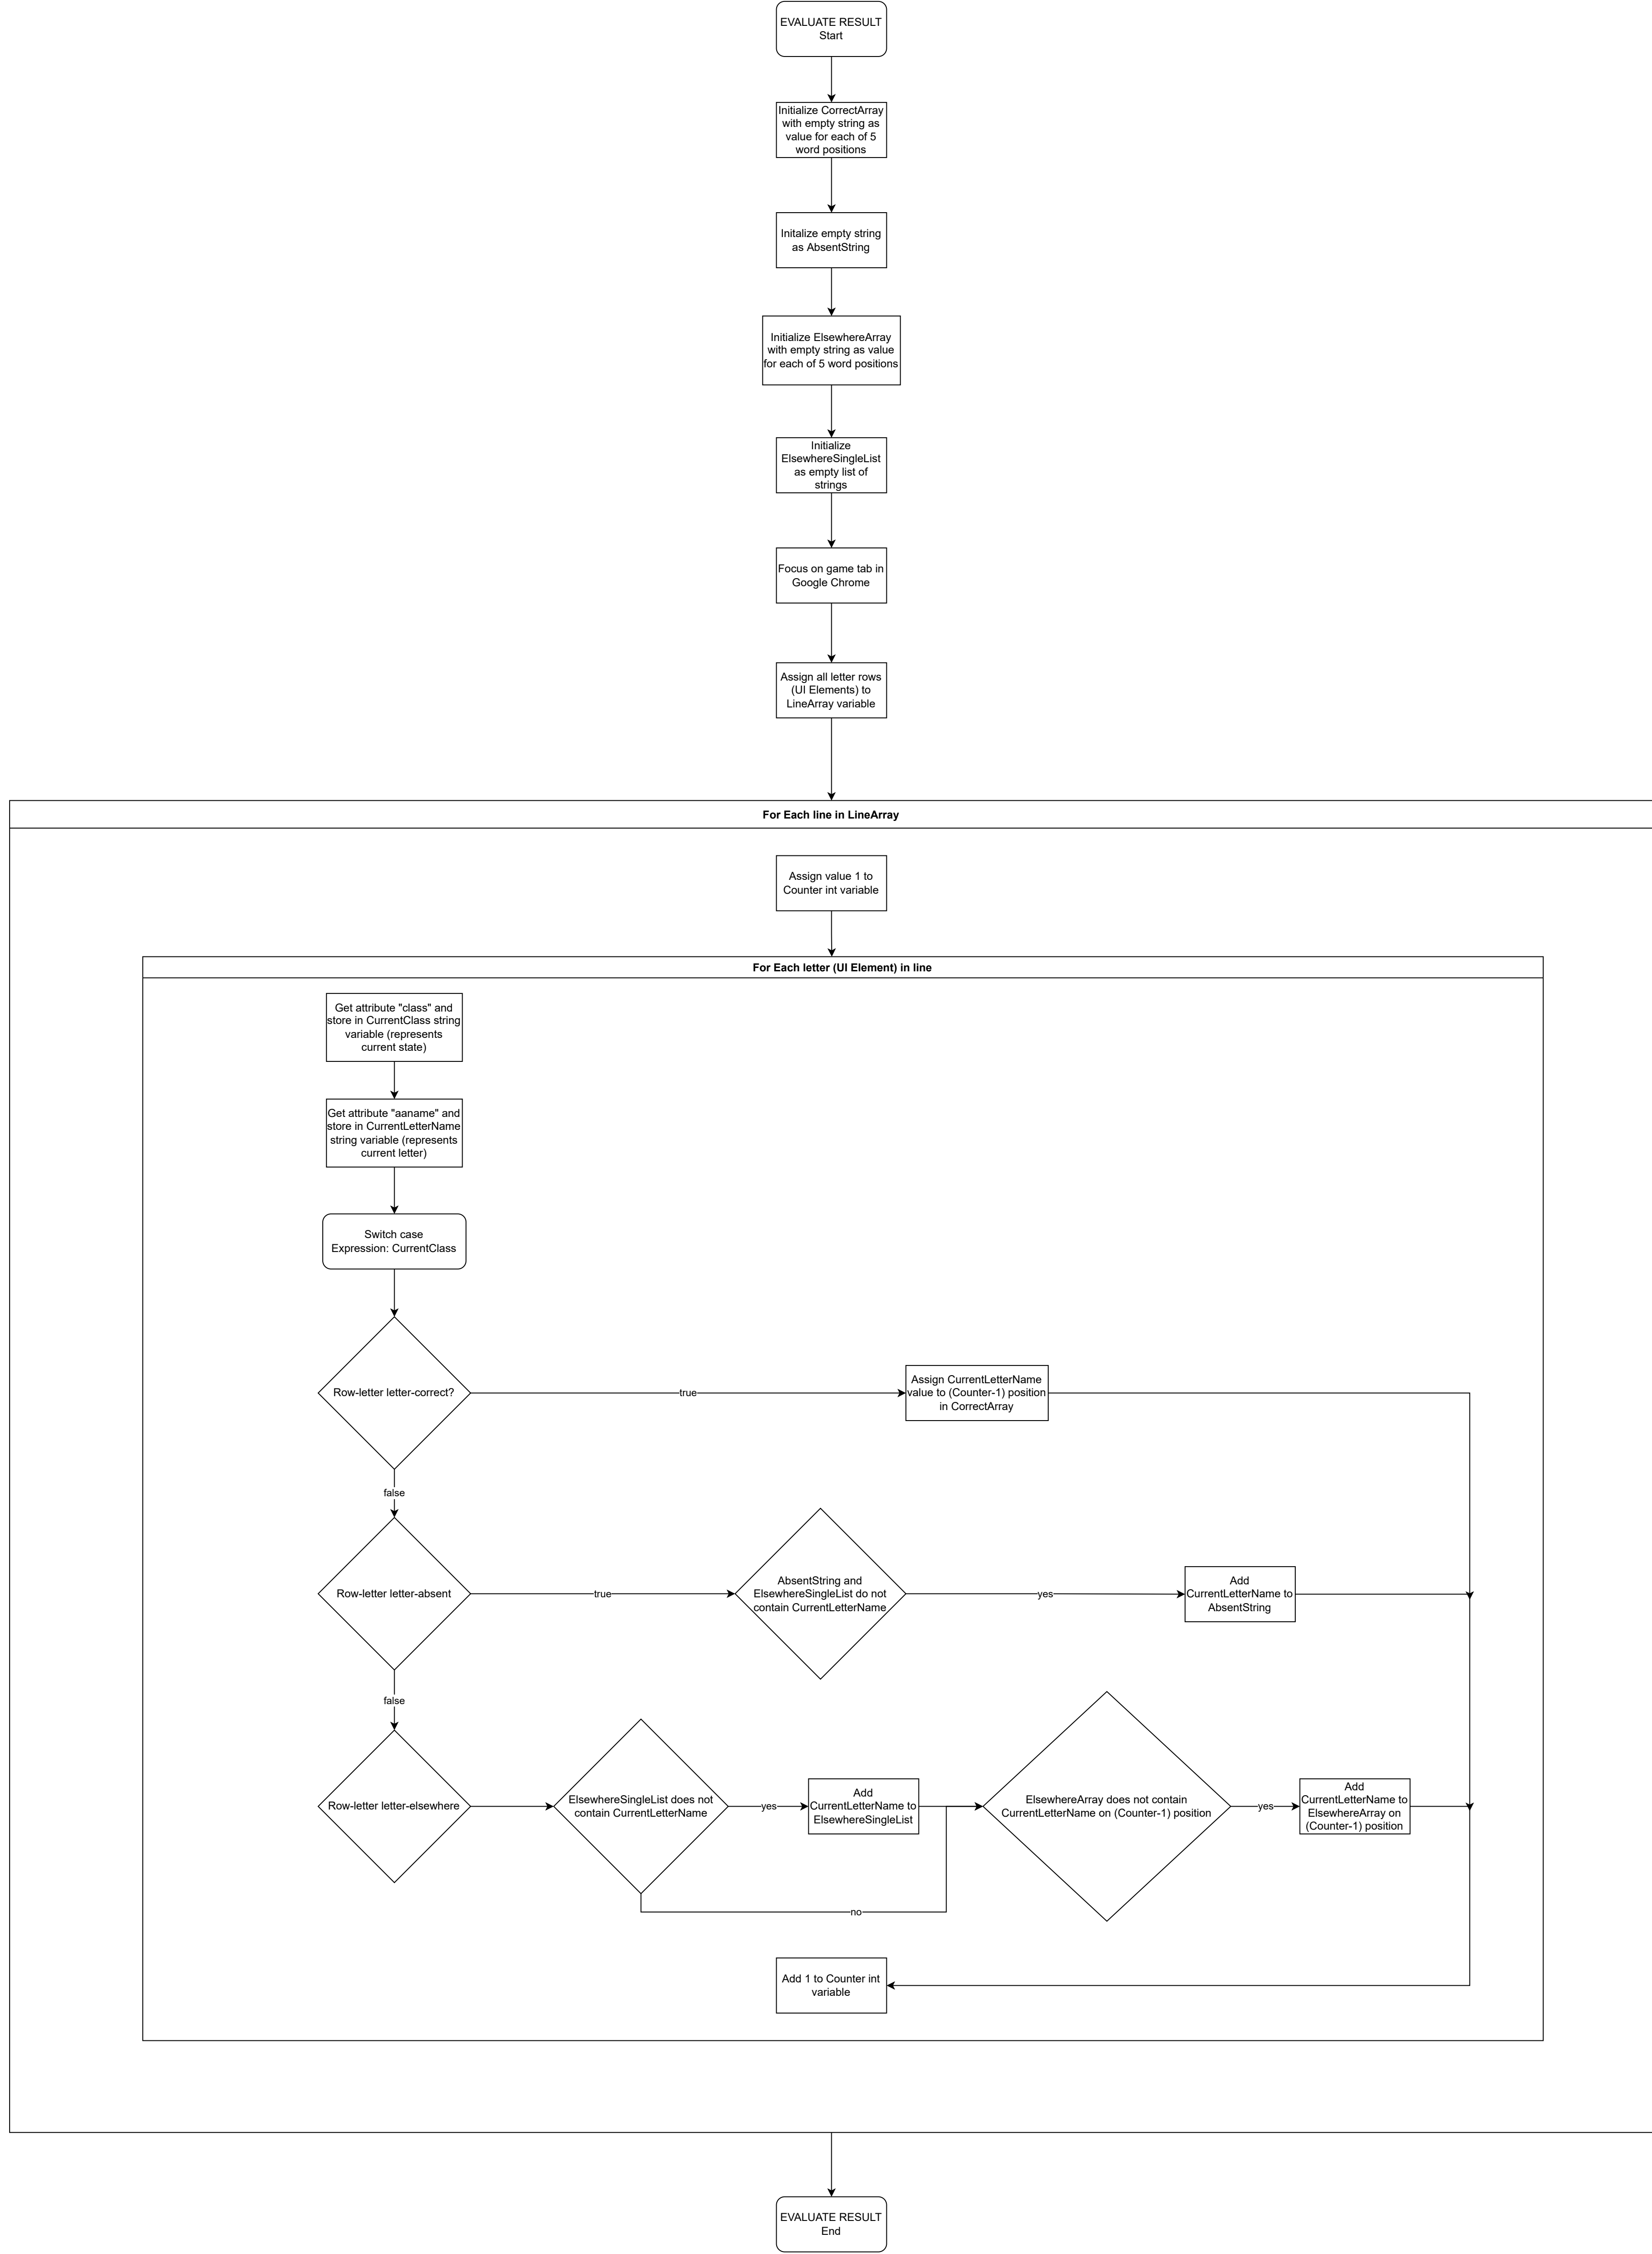 EVALUATE RESULT
Start
Initialize CorrectArray
with empty string as
value for each of 5
word positions
Initalize empty string
as AbsentString
Initialize ElsewhereArray
with empty string as value
for each of 5 word positions
Initialize
ElsewhereSingleList
as empty list of
strings
Focus on game tab in
Google Chrome
Assign all letter rows
(UI Elements) to
LineArray variable
For Each line in LineArray
Assign value 1 to
Counter int variable
For Each letter (UI Element) in line
Get attribute "class" and
store in CurrentClass string
variable (represents
current state)
Get attribute "aaname" and
store in CurrentLetterName
string variable (represents
current letter)
Switch case
Expression: CurrentClass
Row-letter letter-correct?
true
Assign CurrentLetterName
value to (Counter-1) position
in CorrectArray
false
Row-letter letter-absent
true
AbsentString and
ElsewhereSingleList do not
contain CurrentLetterName
yes
Add
CurrentLetterName to
AbsentString
false
Row-letter letter-elsewhere
ElsewhereSingleList does not
contain CurrentLetterName
yes
Add
CurrentLetterName to
ElsewhereSingleList
ElsewhereArray does not contain
CurrentLetterName on (Counter-1) position
yes
Add
CurrentLetterName to
ElsewhereArray on
(Counter-1) position
no
Add 1 to Counter int
variable
EVALUATE RESULT
End